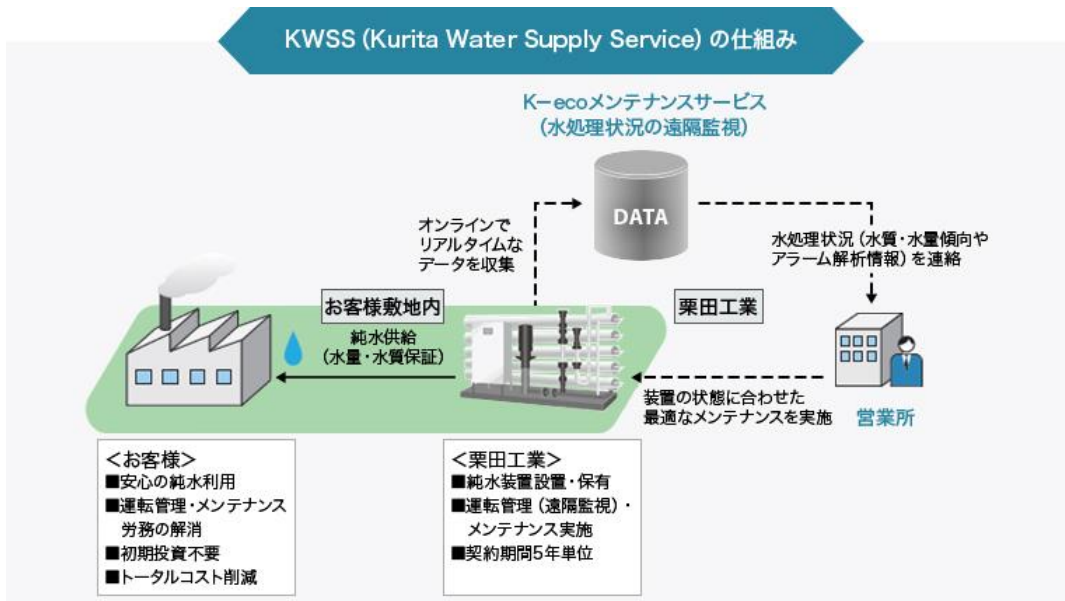 KWSS (Kurita Water Supply Service) の仕組み
K-ecoメンテナンスサービス
(水処理状況の遠隔監視)
DATA
オンラインで
リアルタイムな
データを収集
水処理状況 (水質・水量傾向や
アラーム解析情報) を連絡
お客様敷地内
栗田工業
純水供給
(水量・水質保証)
装置の状態に合わせた
最適なメンテナンスを実施
営業所
<お客様>
■安心の純水利用
■運転管理・メンテナンス
労務の解消
■初期投資不要
■トータルコスト削減
<栗田工業>
■純水装置設置・保有
■運転管理 (遠隔監視)・
メンテナンス実施
■契約期間5年単位